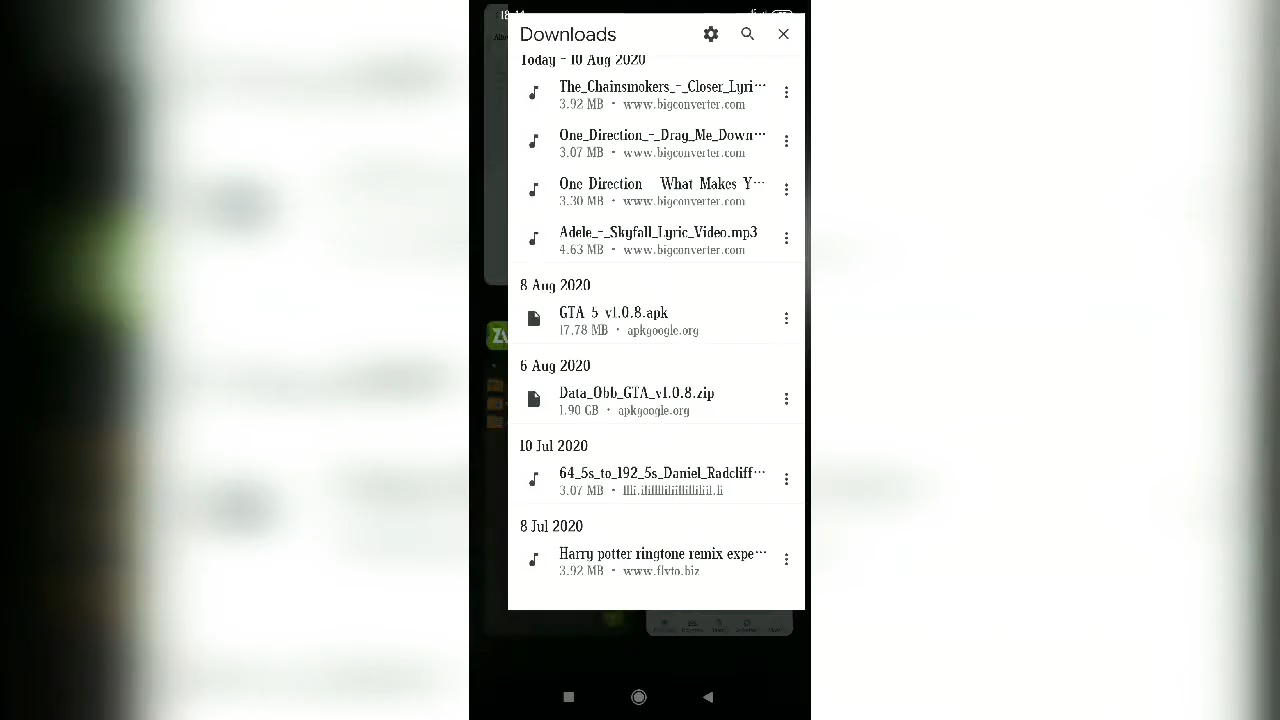 Downloads
Today - 10 Aug 2020
The_Chainsmokers_-_Closer_Lyri…
3.92 MB • www.bigconverter.com
One_Direction_-_Drag_Me_Down…
3.07 MB • www.bigconverter.com
One Direction What Makes Y…
3.30 MB • www.bigconverter.com
Adele_-_Skyfall_Lyric_Video.mp3
4.63 MB • www.bigconverter.com
8 Aug 2020
GTA_5_v1.0.8.apk
17.78 MB • apkgoogle.org
6 Aug 2020
Data_Obb_GTA_v1.0.8.zip
1.90 GB • apkgoogle.org
10 Jul 2020
64_5s_to_192_5s_Daniel_Radcliff…
3.07 MB •
8 Jul 2020
Harry potter ringtone remix expe…
3.92 MB • www.flvto.biz